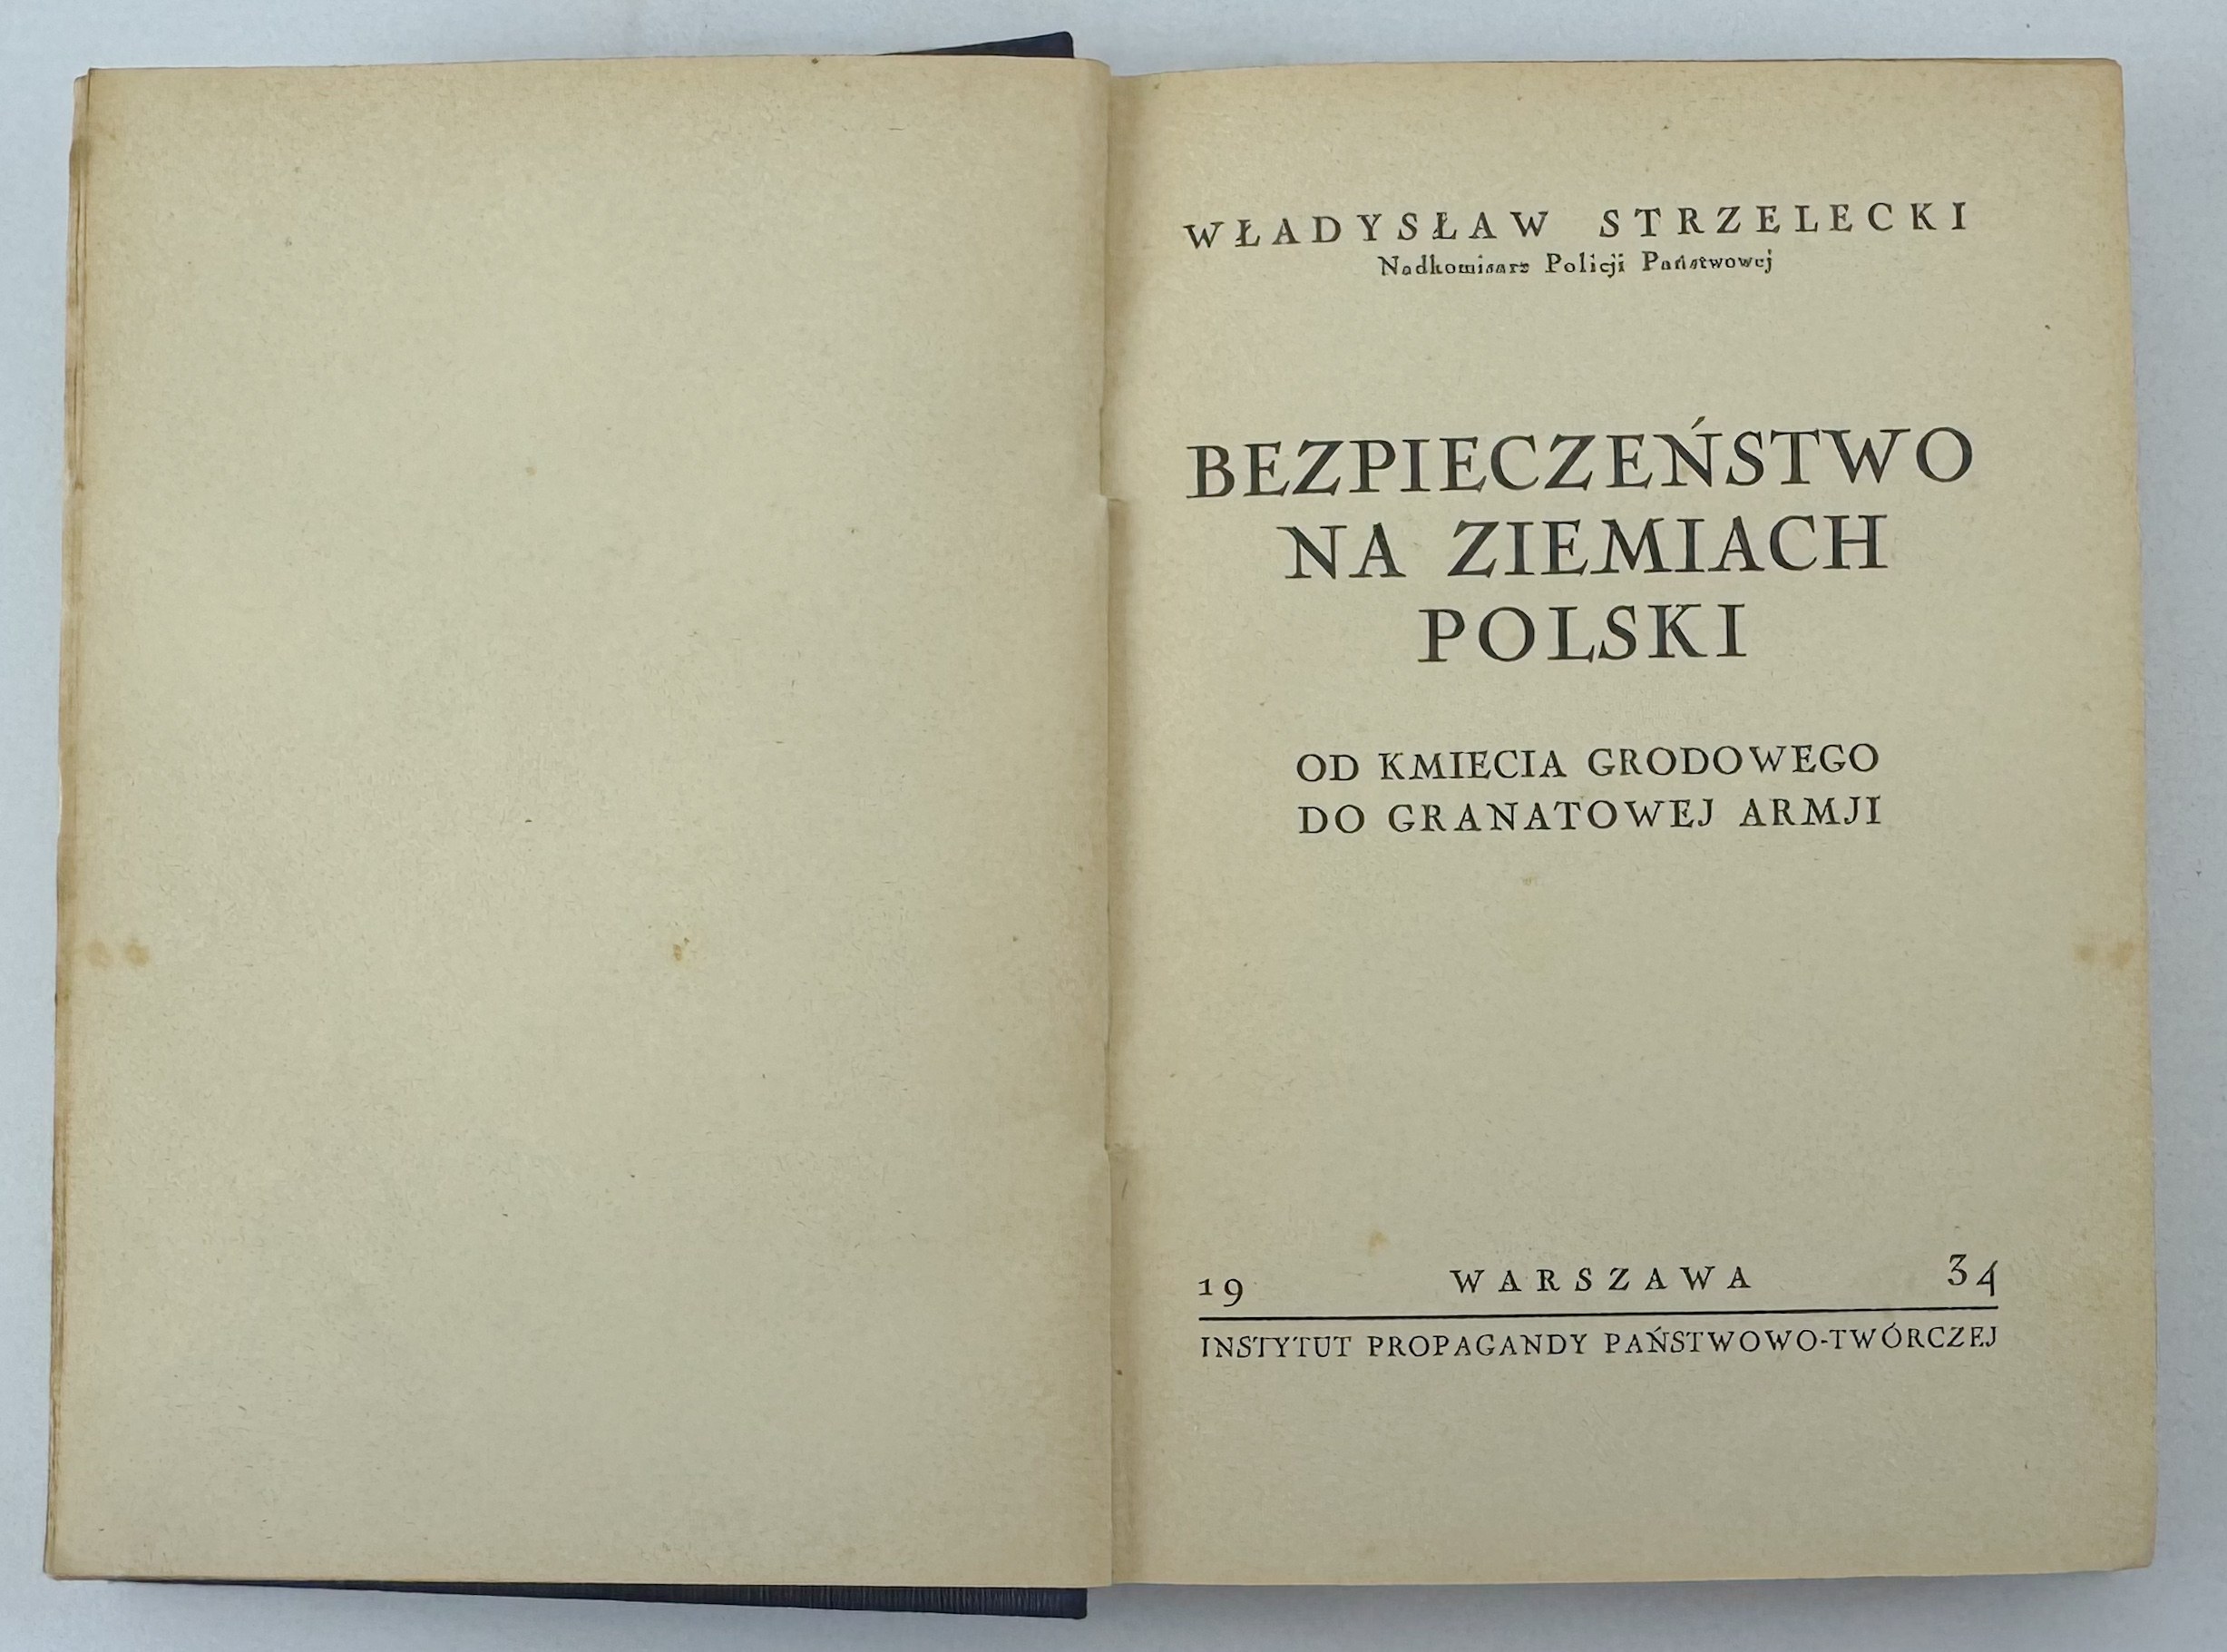 WŁADYSŁAW STRZELECKI
Nadkomisarz Policji Państwowej
BEZPIECZEŃSTWO
NA ZIEMIACH
POLSKI
OD KMIECIA GRODOWEGO
DO GRANATOWEJ ARMJI
19 WARSZAWA 34
INSTYTUT PROPAGANDY PAŃSTWOWO-TWÓRCZEJ